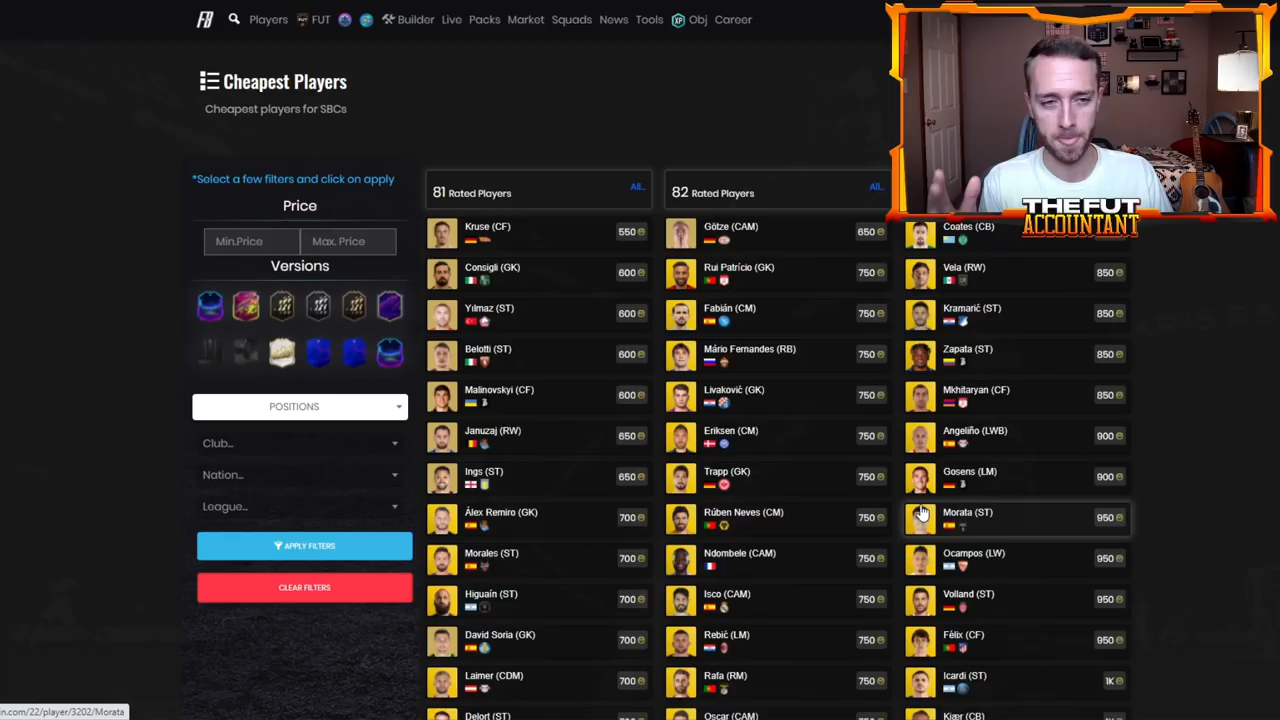 FB Players FUT Builder Live Packs Market Squads News Tools XP Obj Career
Cheapest Players
Cheapest players for SBCs
THE FUT
ACCOUNTANT
*Select a few filters and click on apply
Price
Min.Price Max. Price
Versions
POSITIONS
Club...
Nation...
League...
APPLY FILTERS
CLEAR FILTERS
81 Rated Players All..
Kruse (CF) 550
Consigli (GK) 600
Yılmaz (ST) 600
Belotti (ST) 600
Malinovskyi (CF) 600
Januzaj (RW) 650
Ings (ST) 650
Álex Remiro (GK) 700
Morales (ST) 700
Higuaín (ST) 700
David Soria (GK) 700
Laimer (CDM) 700
Delort (ST)
82 Rated Players All..
Götze (CAM) 650
Rui Patrício (GK) 750
Fabián (CM) 750
Mário Fernandes (RB) 750
Livaković (GK) 750
Eriksen (CM) 750
Trapp (GK) 750
Rúben Neves (CM) 750
Ndombele (CAM) 750
Isco (CAM) 750
Rebić (LM) 750
Rafa (RM) 750
Oscar (CAM)
Coates (CB)
Vela (RW) 850
Kramarić (ST) 850
Zapata (ST) 850
Mkhitaryan (CF) 850
Angeliño (LWB) 900
Gosens (LM) 900
Morata (ST) 950
Ocampos (LW) 950
Volland (ST) 950
Félix (CF) 950
Icardi (ST) 1K
Kjær (CB)
in.com/22/player/3202/Morata